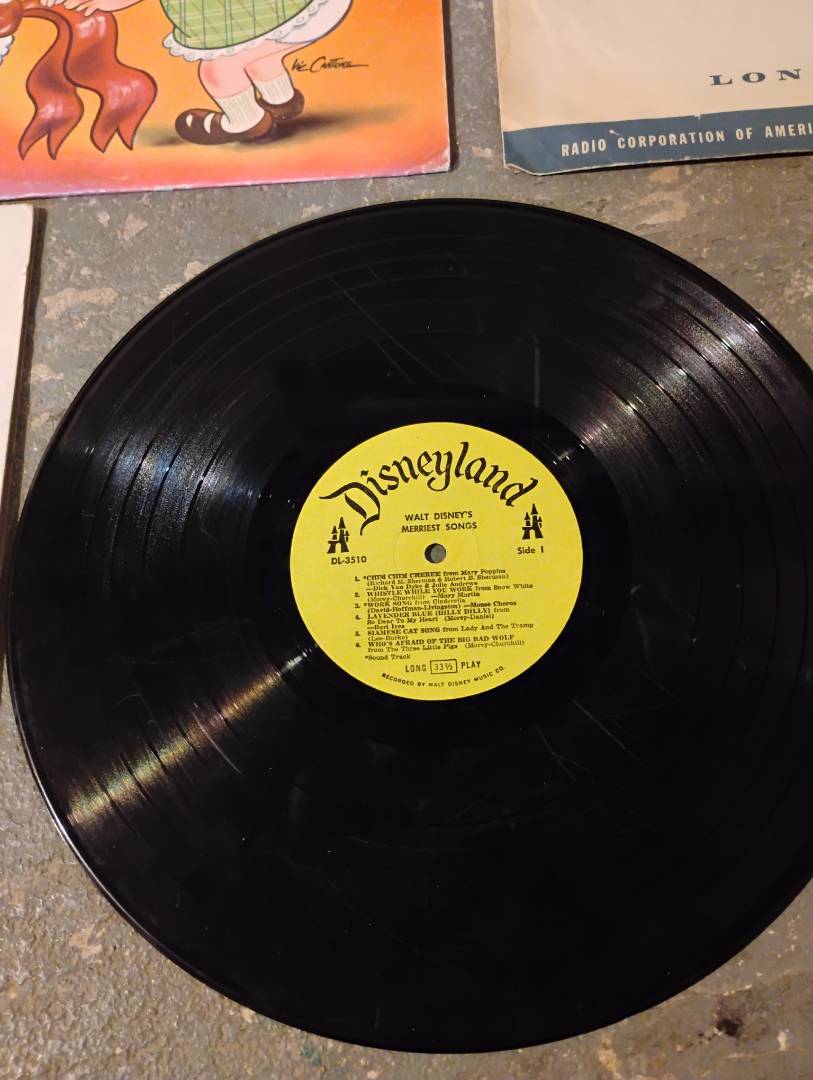 Vic Cantone
LON
RADIO CORPORATION OF AMERI
Disneyland
WALT DISNEY'S
MERRIEST SONGS
DL-3510
Side 1
1. *CHIM CHIM CHEREE from Mary Poppins
(Richard M. Sherman & Robert B. Sherman)
—Dick Van Dyke & Julie Andrews
2. WHISTLE WHILE YOU WORK from Snow White
(Morey-Churchill) —Mary Martin
3. *WORK SONG from Cinderella
(David-Hoffman-Livingston) —Mouse Chorus
4. LAVENDER BLUE (DILLY DILLY) from
So Dear To My Heart (Morey-Daniel)
—Burl Ives
5. SIAMESE CAT SONG from Lady And The Tramp
(Lee-Burke)
6. WHO'S AFRAID OF THE BIG BAD WOLF
from The Three Little Pigs (Morey-Churchill)
*Sound Track
LONG 33⅓ PLAY
RECORDED BY WALT DISNEY MUSIC CO.